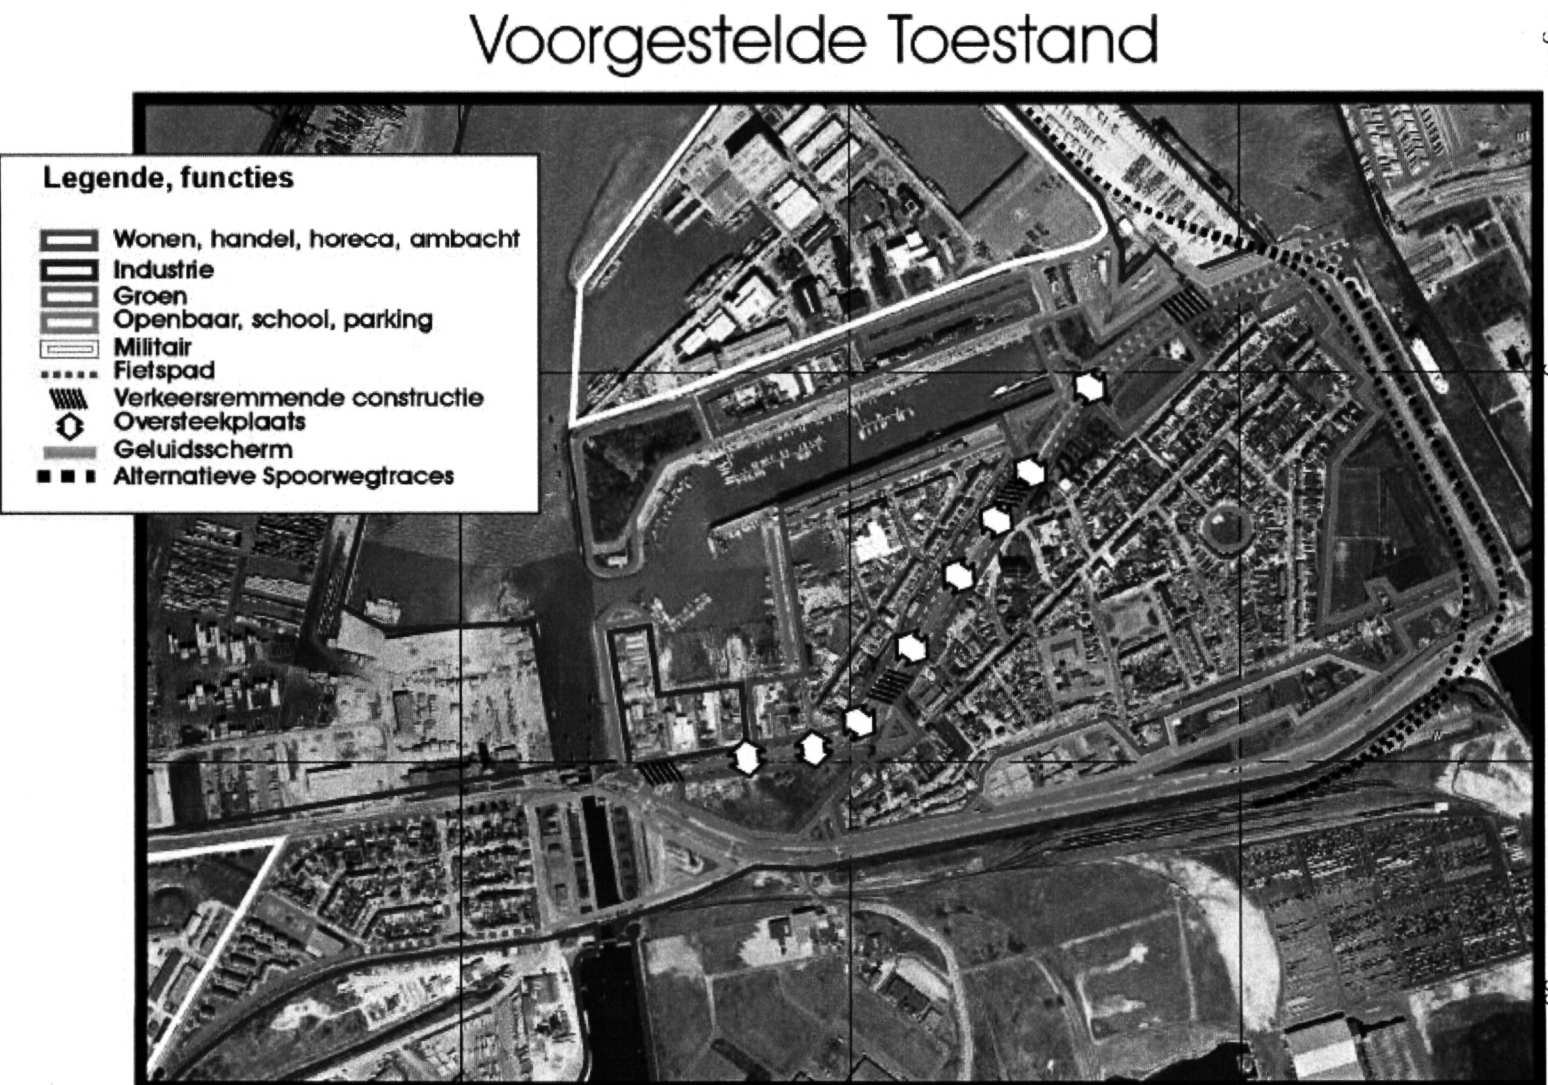 Voorgestelde Toestand
Legende, functies
Wonen, handel, horeca, ambacht
Industrie
Groen
Openbaar, school, parking
Militair
Fietspad
Verkeersremmende constructie
Oversteekplaats
Geluidsscherm
Alternatieve Spoorwegtraces